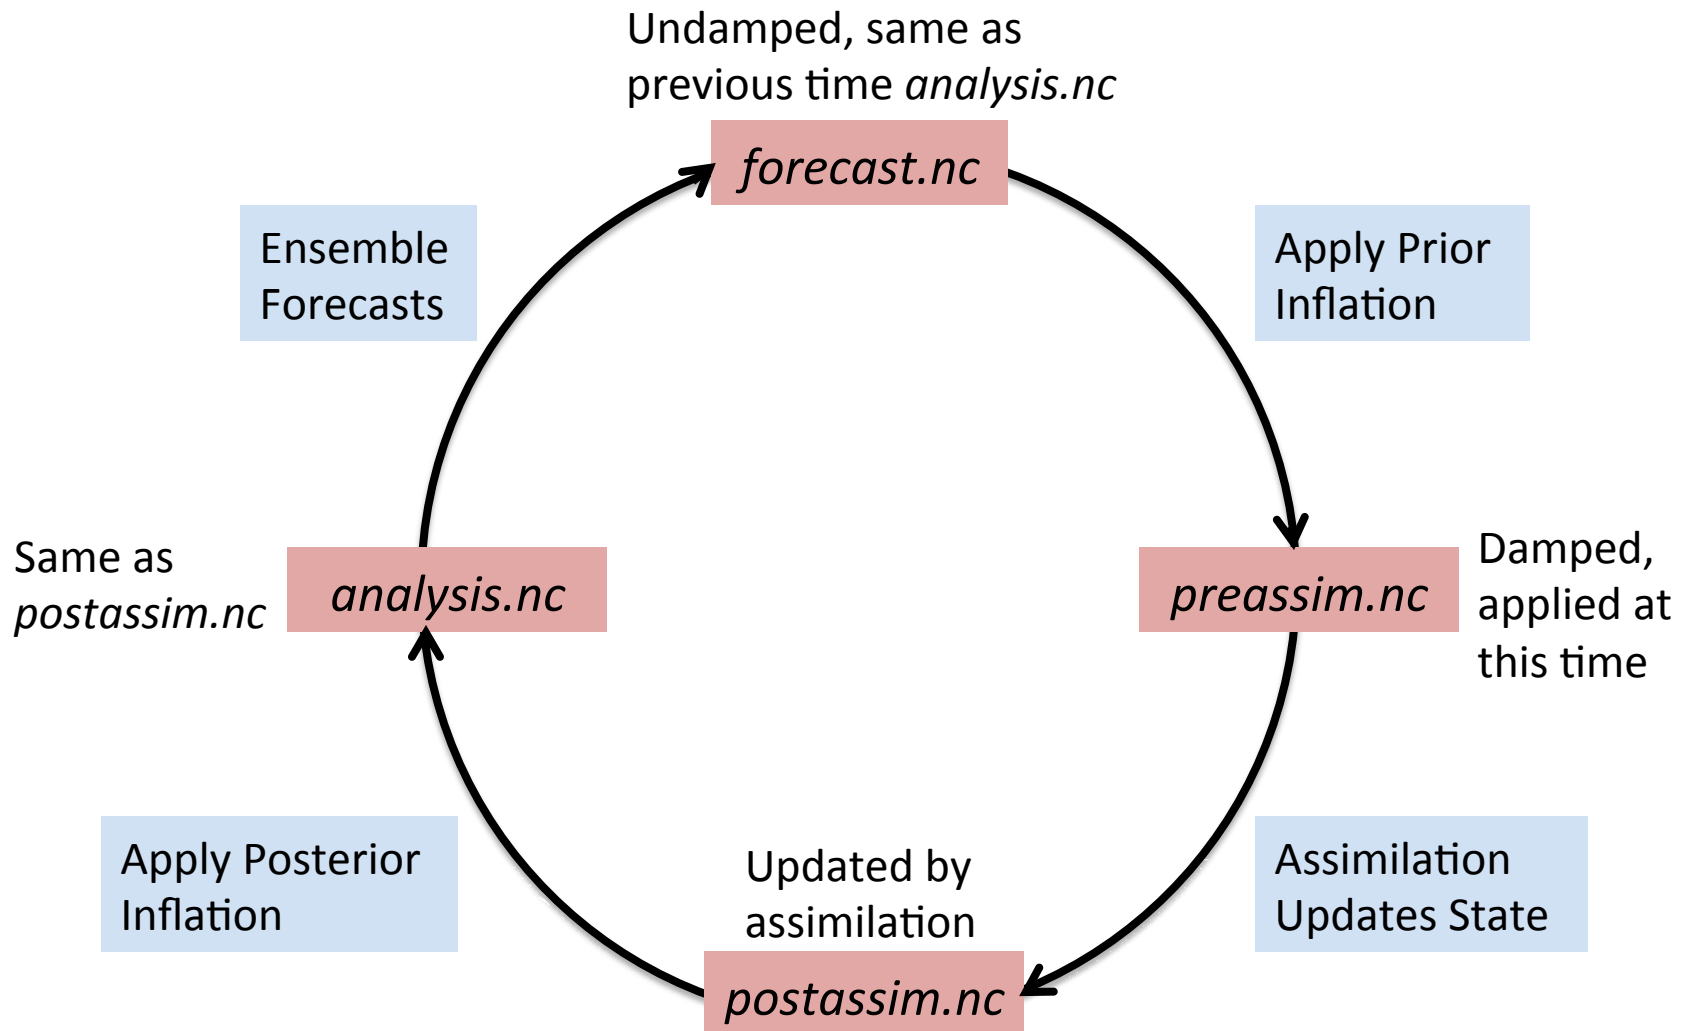 Undamped, same as
previous time analysis.nc
forecast.nc
Ensemble
Forecasts
Apply Prior
Inflation
Same as
postassim.nc
analysis.nc
preassim.nc
Damped,
applied at
this time
Apply Posterior
Inflation
Updated by
assimilation
postassim.nc
Assimilation
Updates State